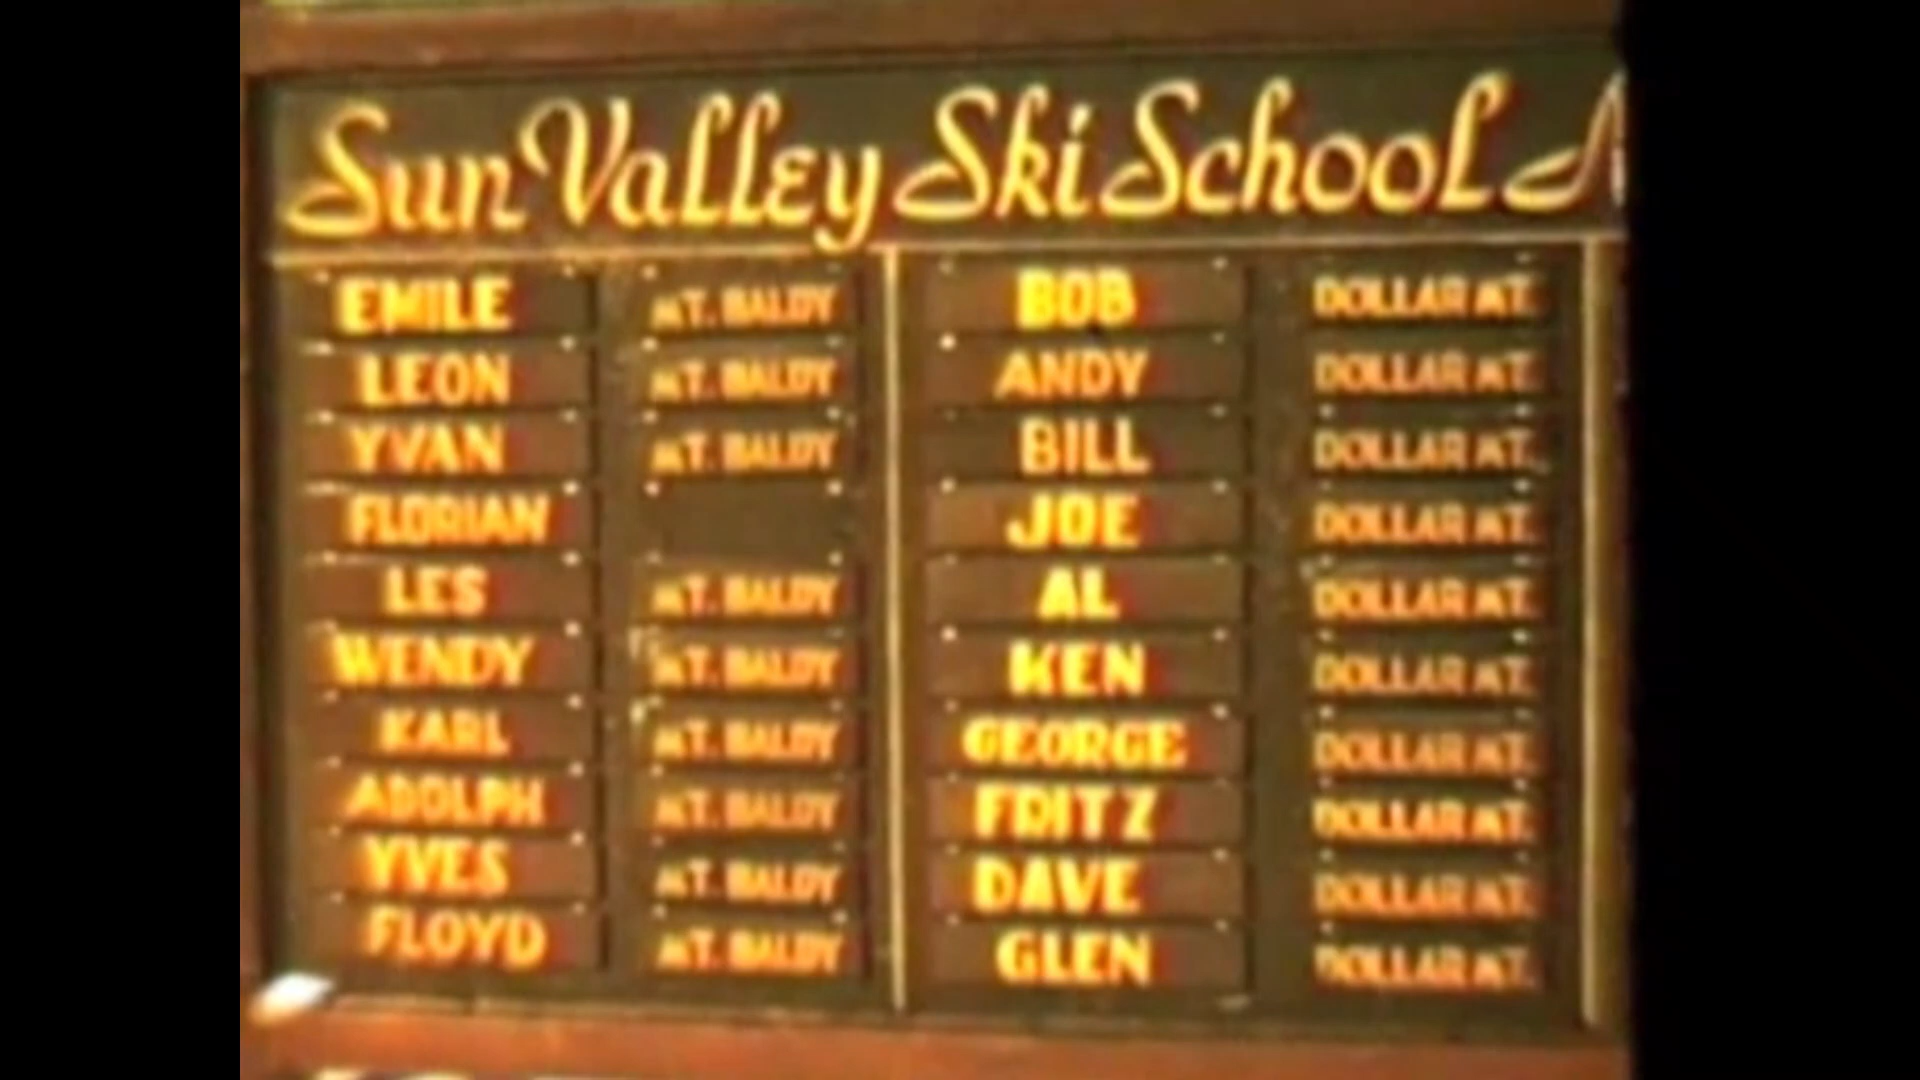 Sun Valley Ski School
EMILE MT. BALDY BOB DOLLAR MT.
LEON MT. BALDY ANDY DOLLAR MT.
YVAN MT. BALDY BILL DOLLAR MT.
FLORIAN JOE DOLLAR MT.
LES MT. BALDY AL DOLLAR MT.
WENDY MT. BALDY KEN DOLLAR MT.
KARL MT. BALDY GEORGE DOLLAR MT.
ADOLPH MT. BALDY FRITZ DOLLAR MT.
YVES MT. BALDY DAVE DOLLAR MT.
FLOYD MT. BALDY GLEN DOLLAR MT.